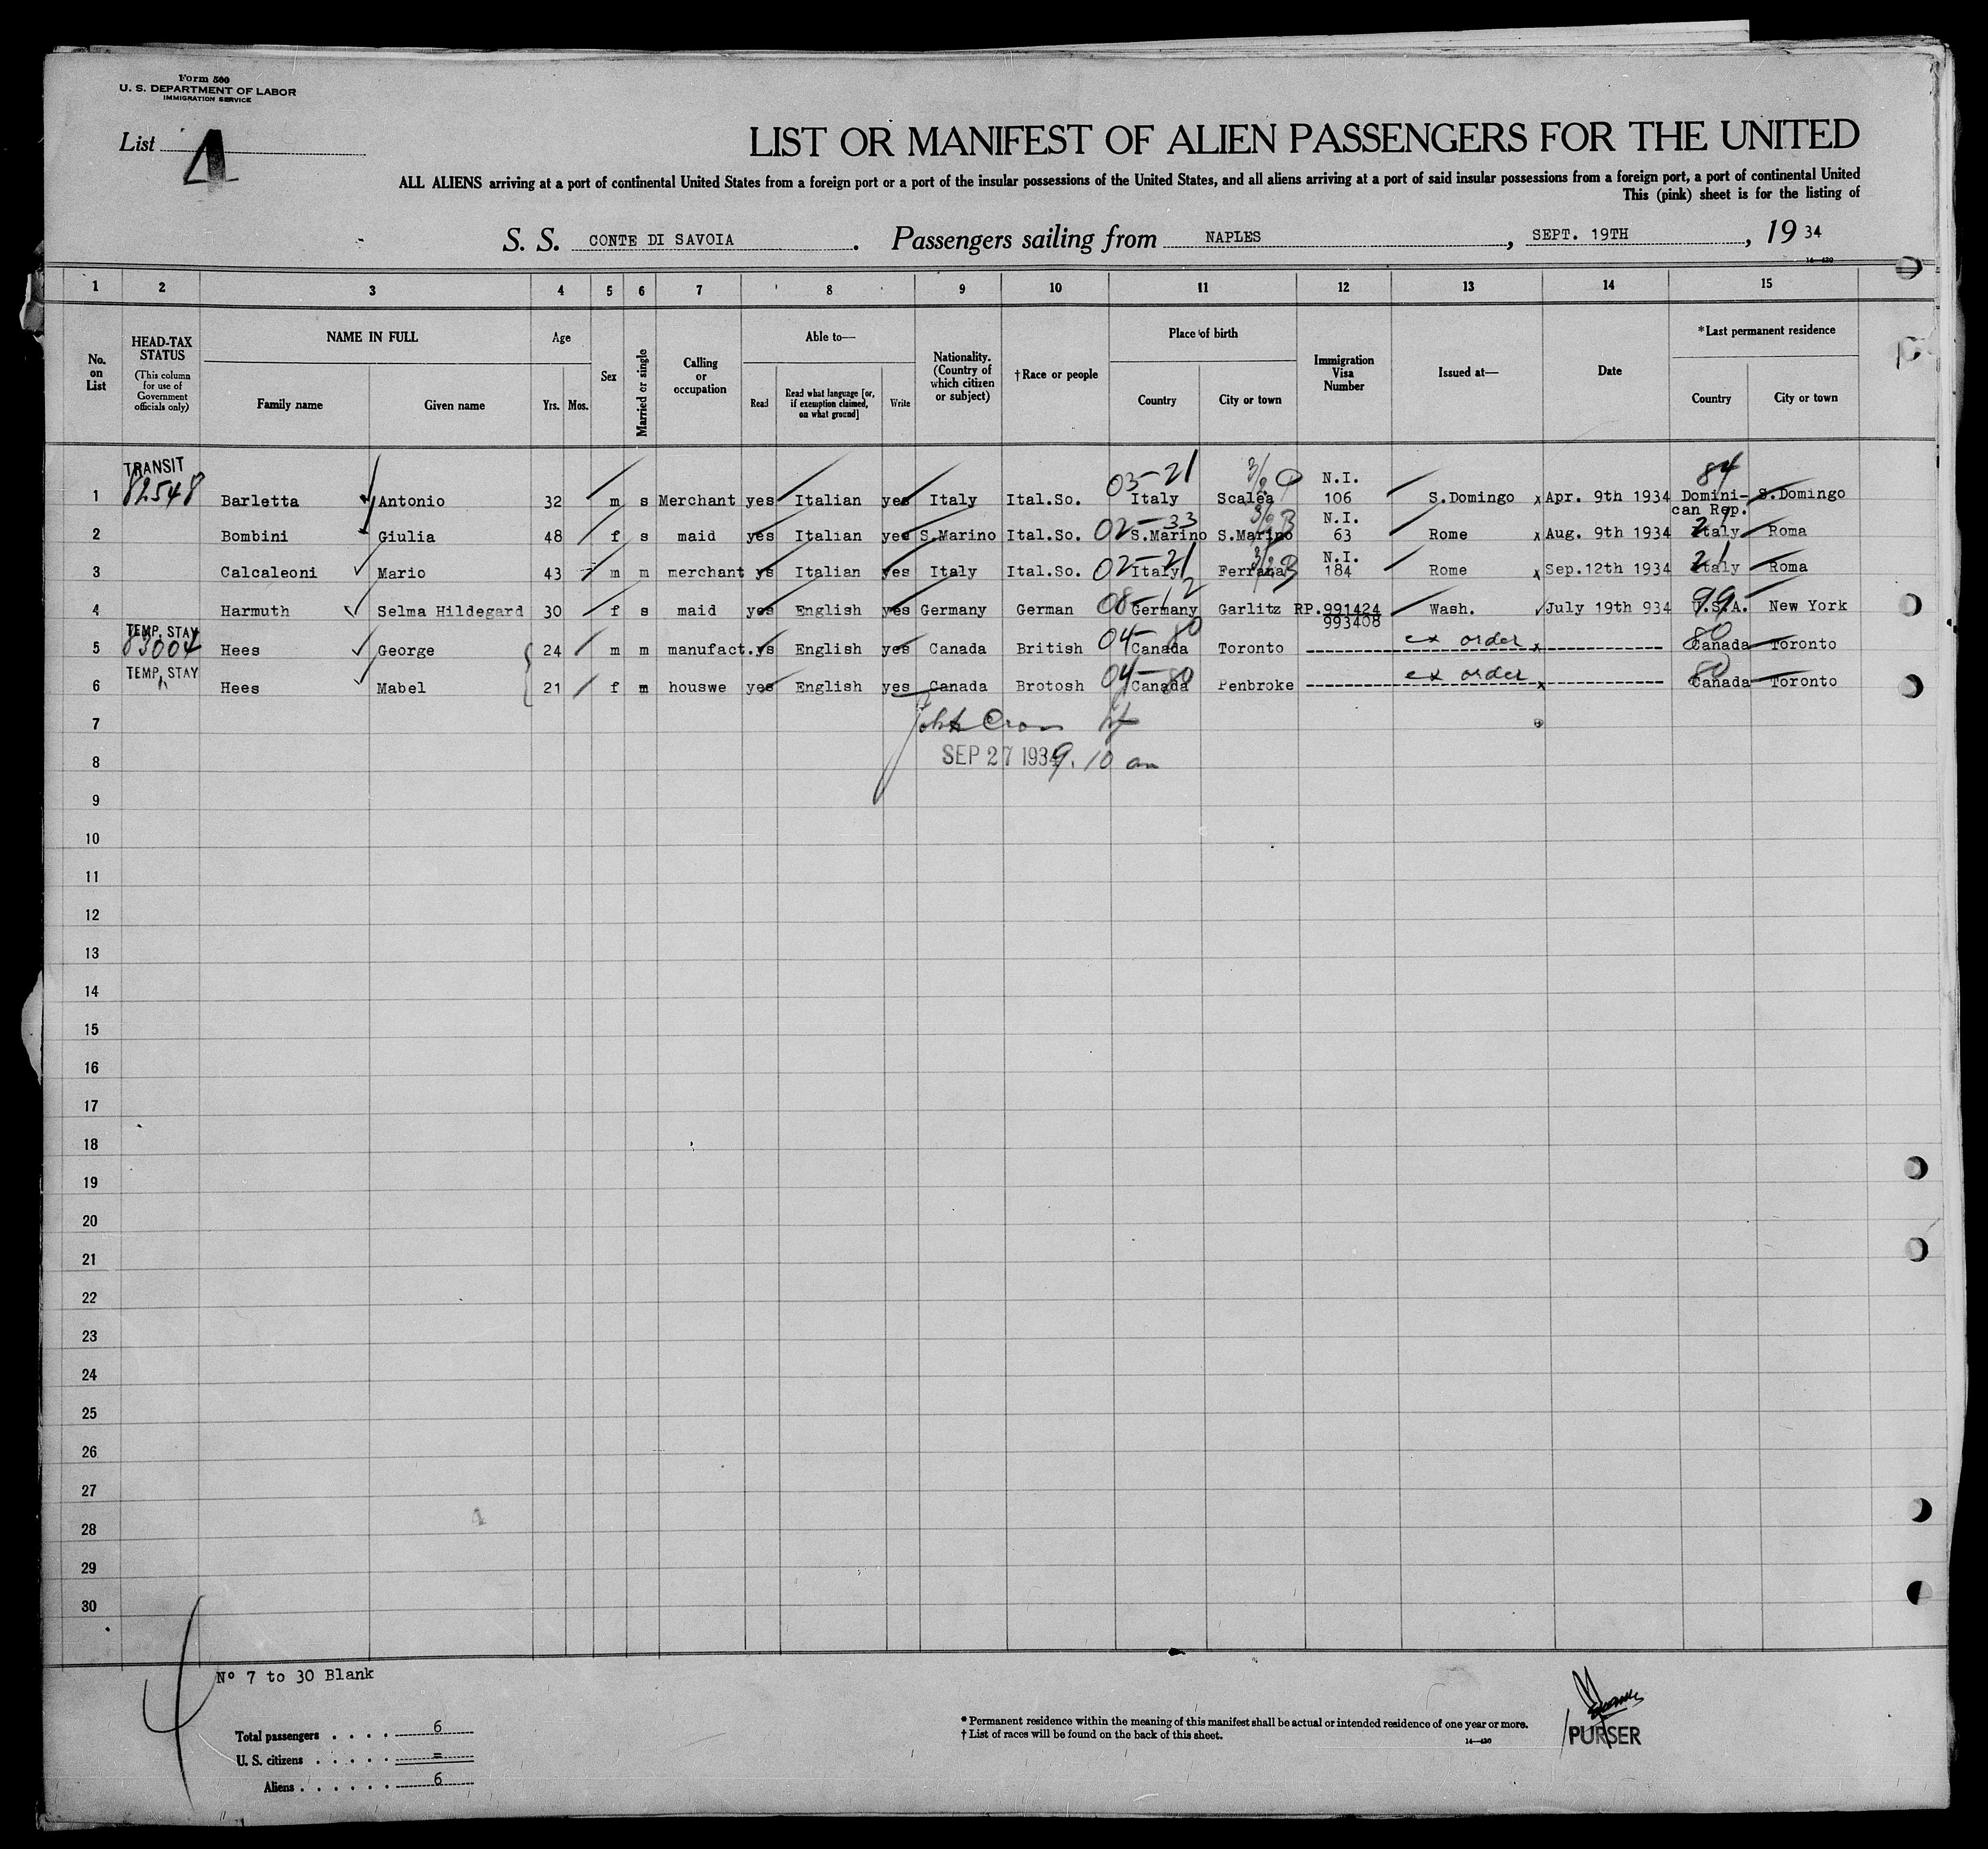 Form 500
U. S. DEPARTMENT OF LABOR
IMMIGRATION SERVICE
List 4
LIST OR MANIFEST OF ALIEN PASSENGERS FOR THE UNITED
ALL ALIENS arriving at a port of continental United States from a foreign port or a port of the insular possessions of the United States, and all aliens arriving at a port of said insular possessions from a foreign port, a port of continental United
This (pink) sheet is for the listing of
S. S. CONTE DI SAVOIA . Passengers sailing from NAPLES , SEPT. 19TH , 19 34
14—430
1 2 3 4 5 6 7 8 9 10 11 12 13 14 15
No. on List
HEAD-TAX STATUS (This column for use of Government officials only)
NAME IN FULL
Family name Given name
Age
Yrs. Mos.
Sex
Married or single
Calling or occupation
Able to—
Read Read what language [or, if exemption claimed, on what ground] Write
Nationality. (Country of which citizen or subject)
†Race or people
Place of birth
Country City or town
Immigration Visa Number
Issued at—
Date
*Last permanent residence
Country City or town
TRANSIT 82548 03-21 N.I. 84
1 Barletta Antonio 32 m s Merchant yes Italian yes Italy Ital.So. Italy Scalea 106 S.Domingo Apr. 9th 1934 Domini- S.Domingo
can Rep.
02-33 N.I. 21
2 Bombini Giulia 48 f s maid yes Italian yes S.Marino Ital.So. S.Marino S.Marino 63 Rome Aug. 9th 1934 Italy Roma
02-21 N.I. 21
3 Calcaleoni Mario 43 m m merchant ys Italian yes Italy Ital.So. Italy Ferrara 184 Rome Sep.12th 1934 Italy Roma
08-12 99
4 Harmuth Selma Hildegard 30 f s maid yes English yes Germany German Germany Garlitz RP.991424 Wash. July 19th 934 U.S.A. New York
993408
TEMP. STAY 83004 04-80 ex order 80
5 Hees George 24 m m manufact. ys English yes Canada British Canada Toronto Canada Toronto
TEMP. STAY 04-80 ex order 80
6 Hees Mabel 21 f m houswe yes English yes Canada Brotosh Canada Penbroke Canada Toronto
7
8 SEP 27 1934 9.10 am
9
10
11
12
13
14
15
16
17
18
19
20
21
22
23
24
25
26
27
28
29
30
Nº 7 to 30 Blank
Total passengers . . . . 6
U. S. citizens . . . . . =
Aliens . . . . . . 6
* Permanent residence within the meaning of this manifest shall be actual or intended residence of one year or more.
† List of races will be found on the back of this sheet.
14—430
PURSER